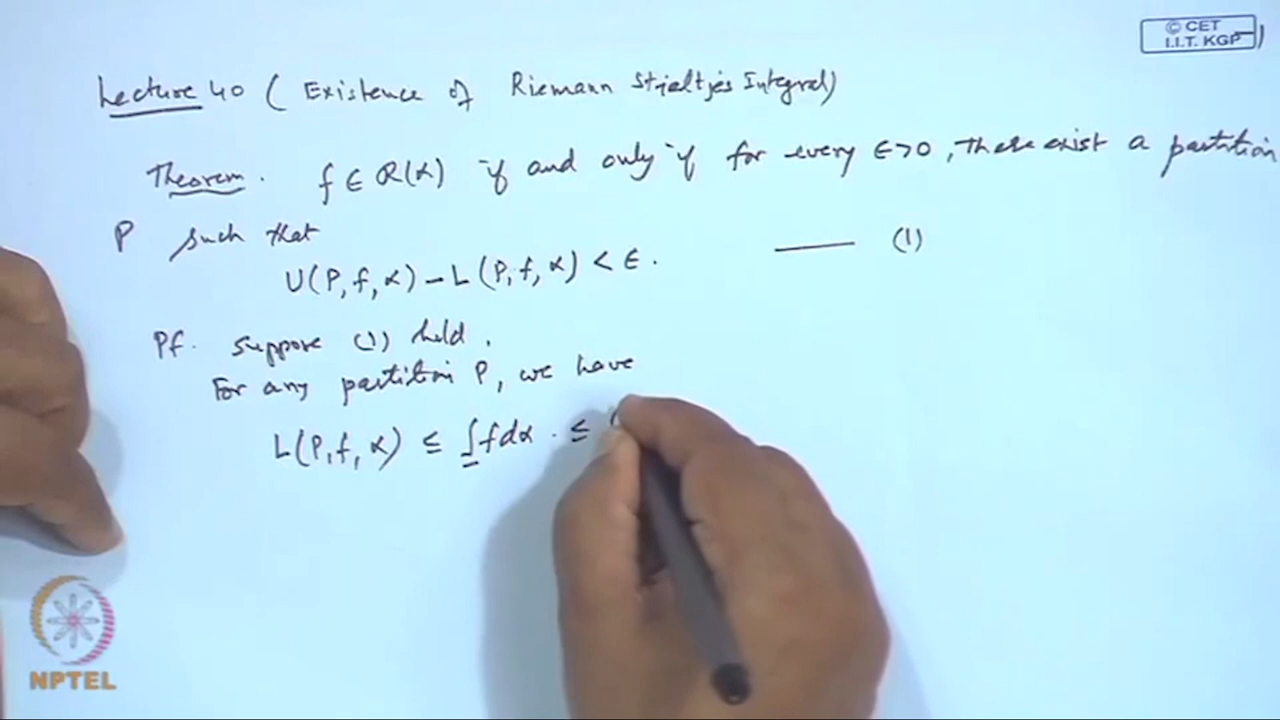 © CET
I.I.T. KGP
Lecture 40 ( Existence of Riemann Stieltjes Integral)
Theorem. f ∈ R(α) if and only if for every ε>0, there exist a partition
P such that
U(P, f, α) − L(P, f, α) < ε. —— (1)
Pf. Suppose (1) hold.
For any partition P, we have
L(P, f, α) ≤ ∫̲ f dα ≤
NPTEL